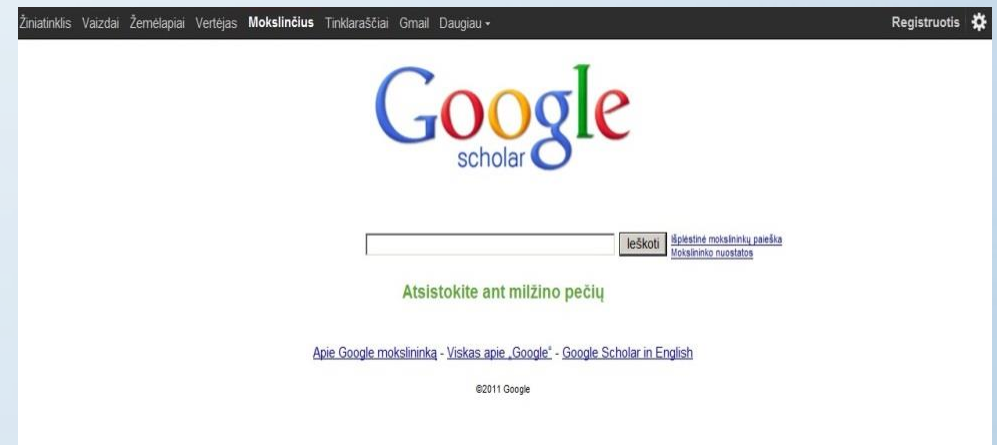 Žiniatinklis Vaizdai Žemėlapiai Vertėjas Mokslinčius Tinklaraščiai Gmail Daugiau Registruotis
Google
scholar
Ieškoti Išplėstinė mokslininkų paieška
Mokslininko nuostatos
Atsistokite ant milžino pečių
Apie Google mokslininką - Viskas apie „Google“ - Google Scholar in English
©2011 Google